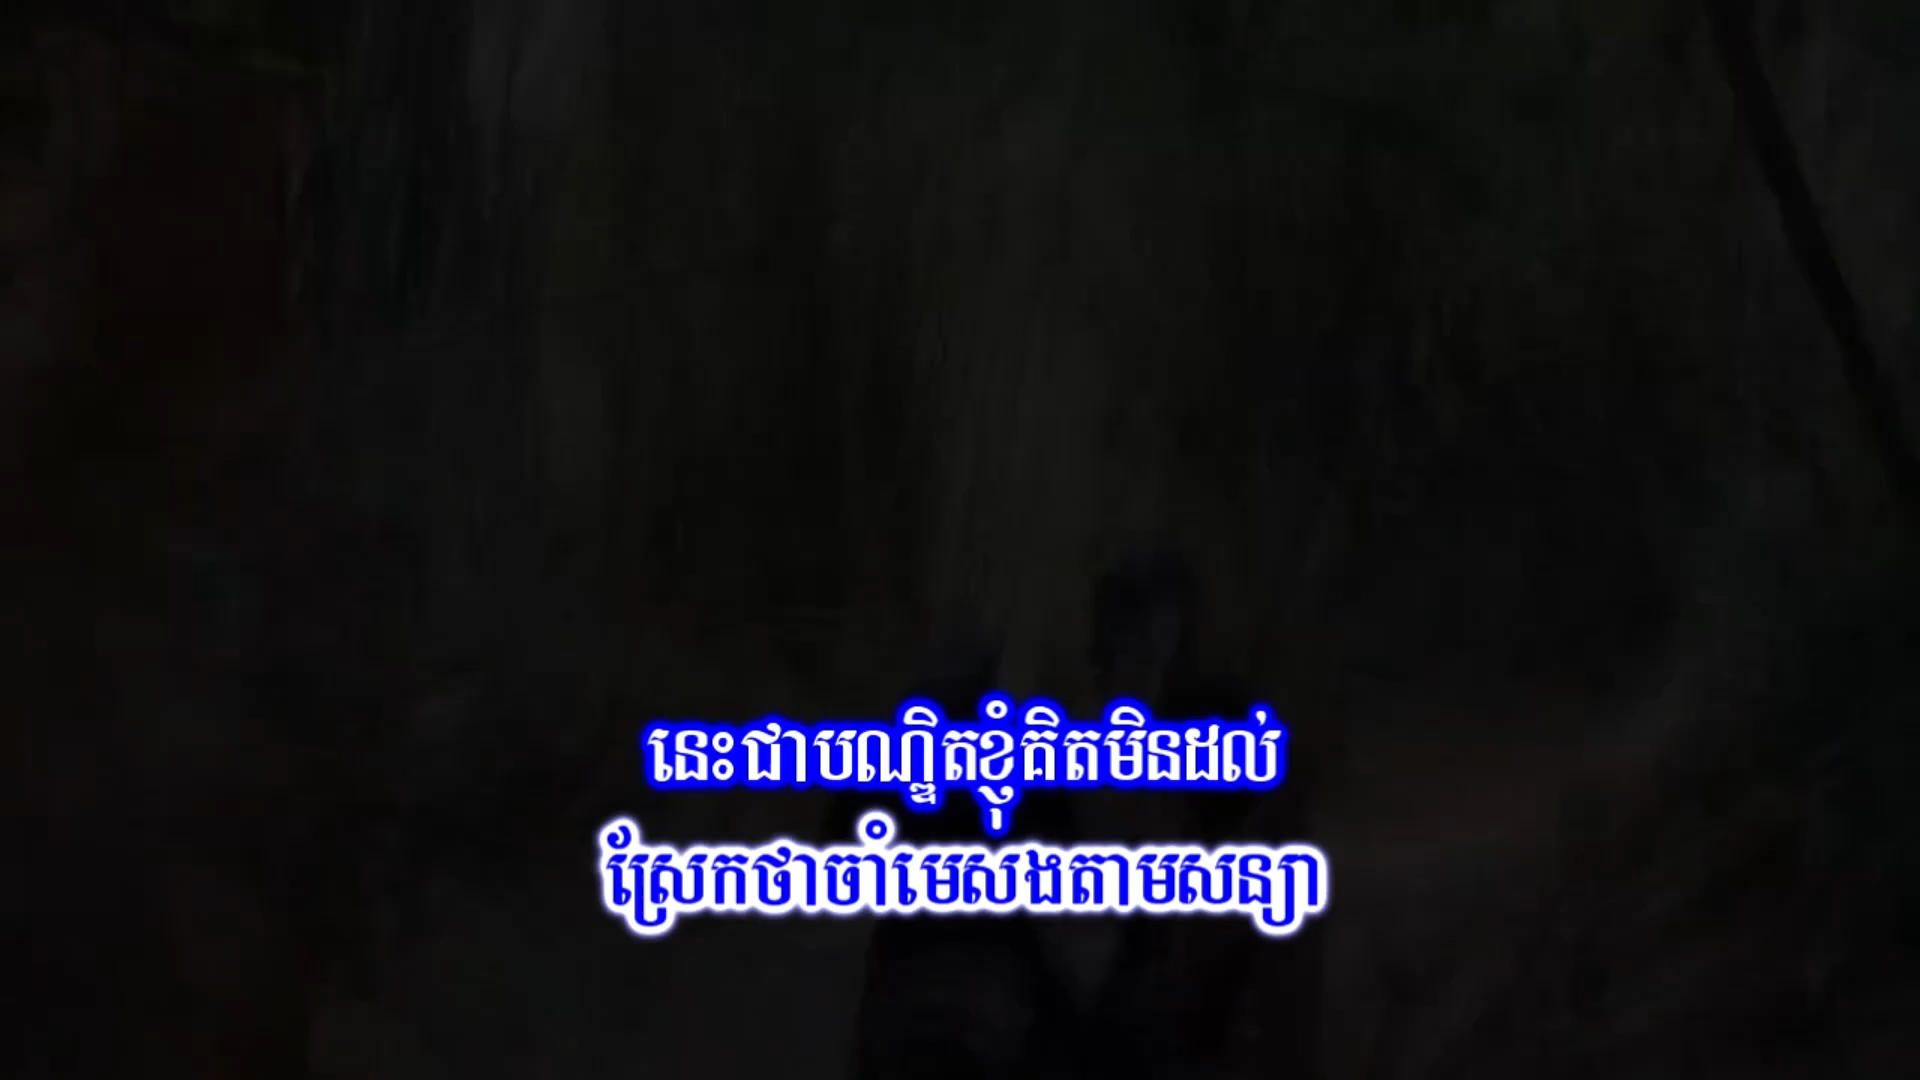 នេះជាបណ្ឌិតខ្ញុំគិតមិនដល់
ស្រែកថាចាំមេសងតាមសន្យា